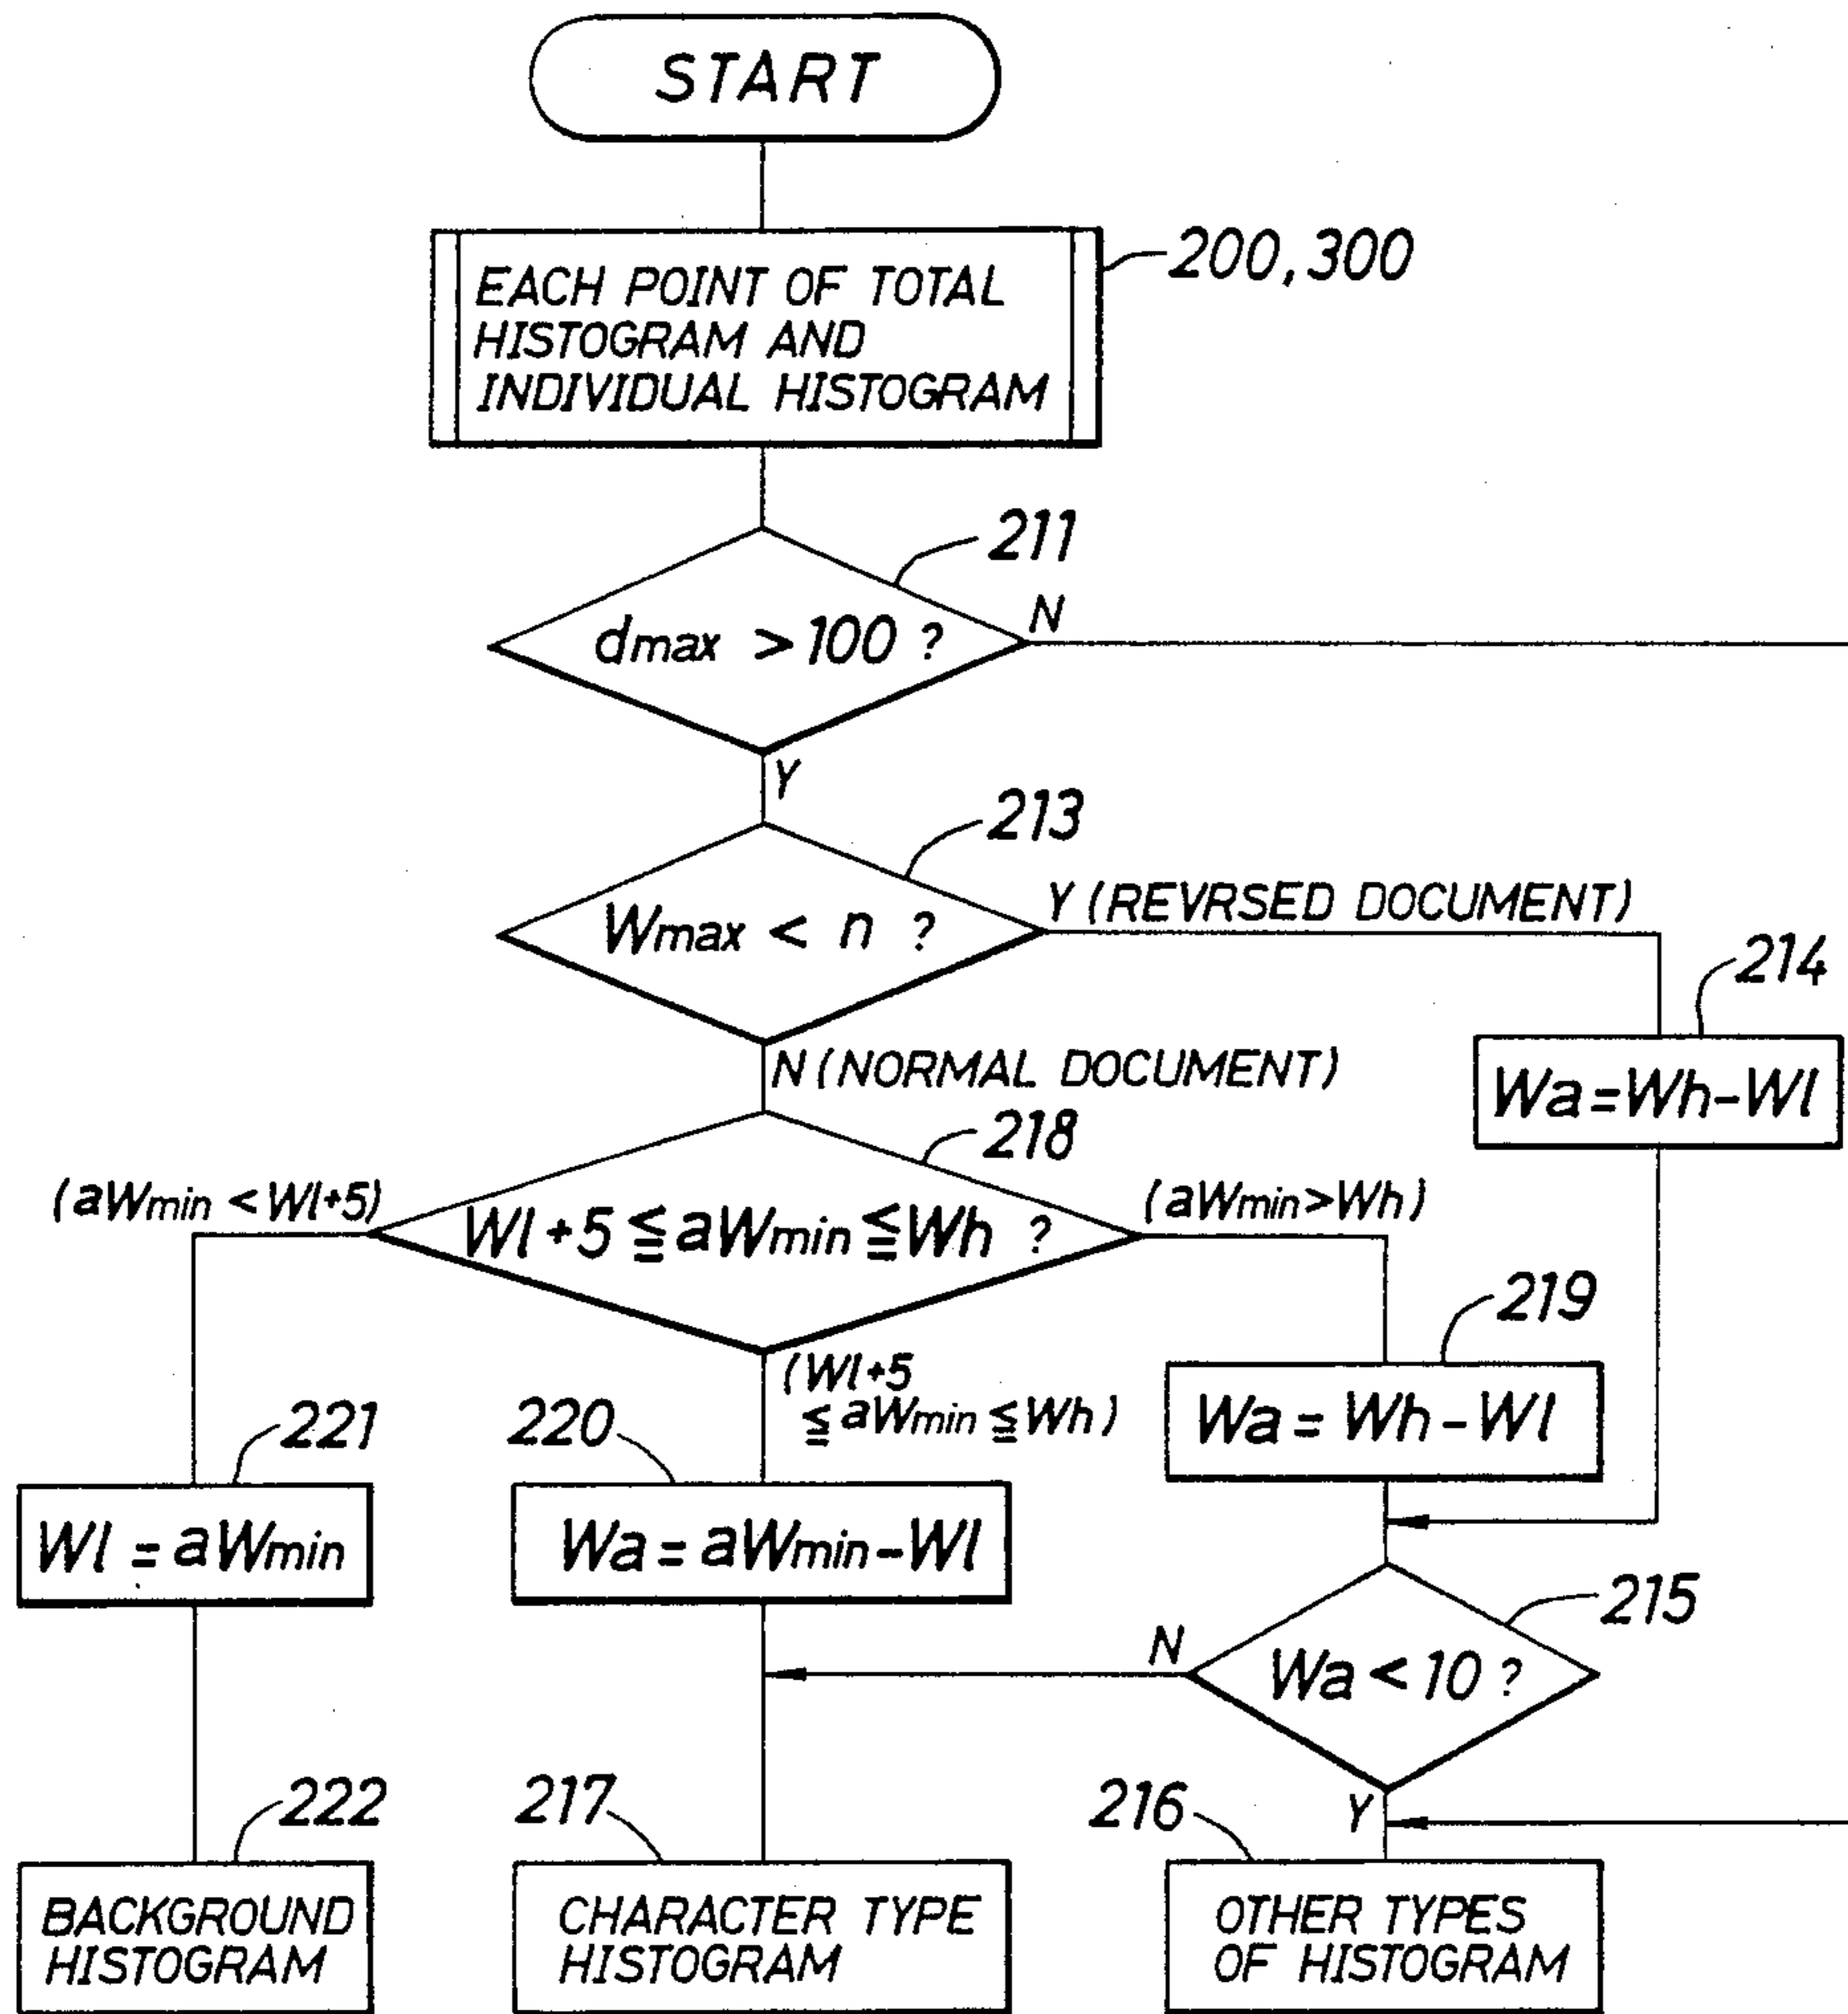 START
EACH POINT OF TOTAL
HISTOGRAM AND
INDIVIDUAL HISTOGRAM
200,300
211
dmax > 100 ?
N
Y
213
Wmax < n ?
Y (REVRSED DOCUMENT)
214
Wa = Wh - Wl
N (NORMAL DOCUMENT)
218
(aWmin < Wl+5)
Wl + 5 ≦ aWmin ≦ Wh ?
(aWmin > Wh)
219
Wa = Wh - Wl
(Wl+5
≦ aWmin ≦ Wh)
221
Wl = aWmin
220
Wa = aWmin - Wl
215
Wa < 10 ?
N
Y
222
BACKGROUND
HISTOGRAM
217
CHARACTER TYPE
HISTOGRAM
216
OTHER TYPES
OF HISTOGRAM